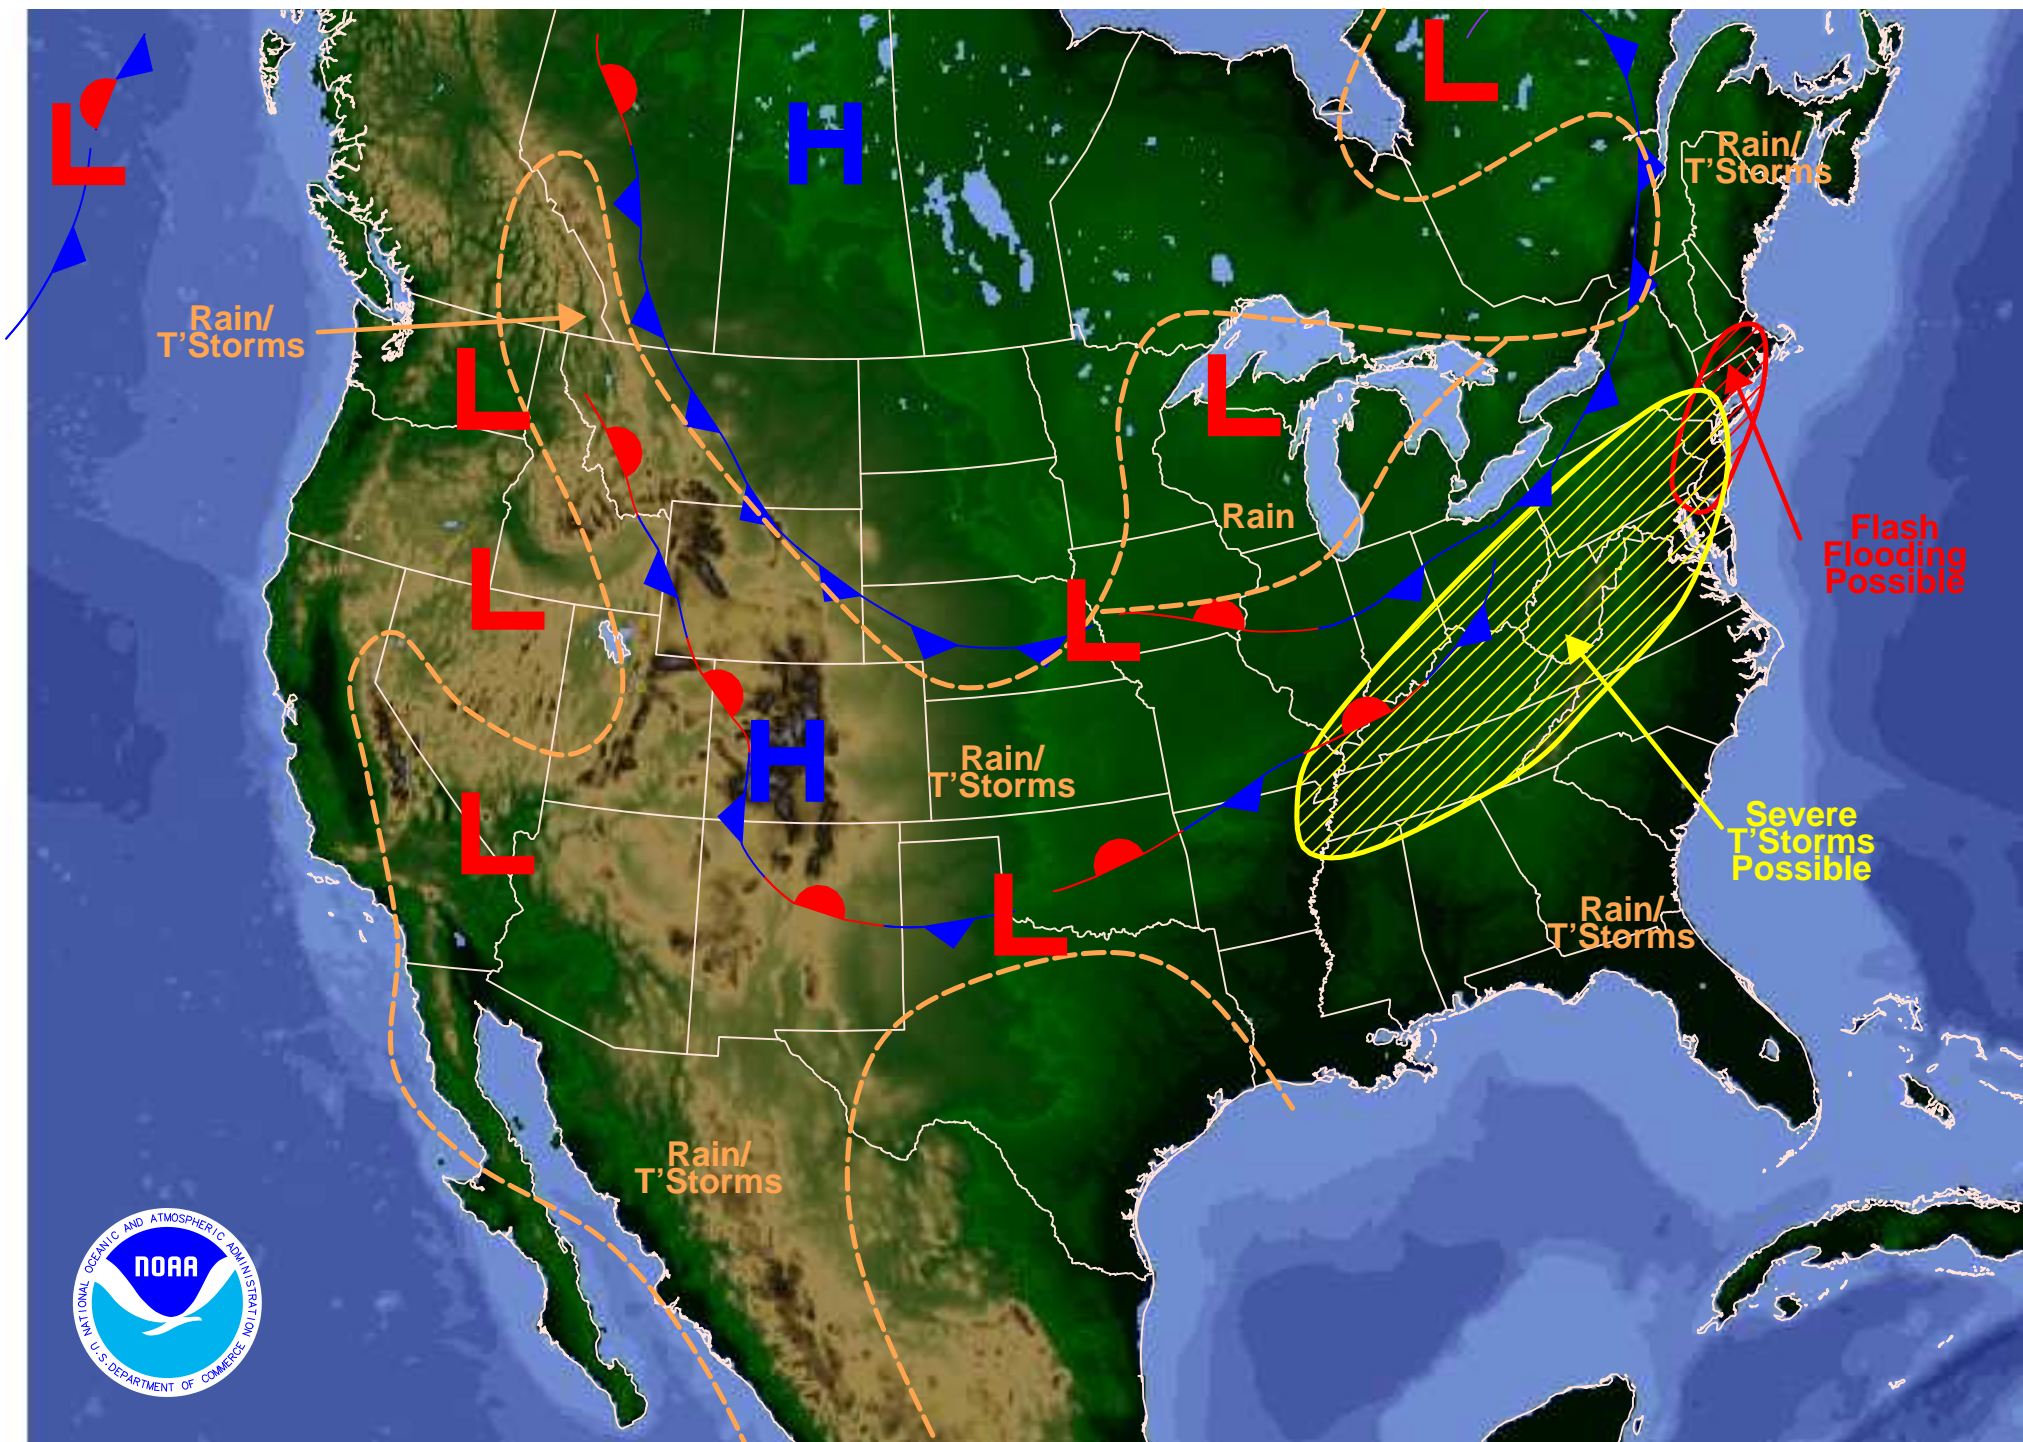 L
H
L
Rain/
T'Storms
Rain/
T'Storms
L
L
Rain
Flash
Flooding
Possible
L
L
H
Rain/
T'Storms
Severe
T'Storms
Possible
L
L
Rain/
T'Storms
Rain/
T'Storms
NATIONAL OCEANIC AND ATMOSPHERIC ADMINISTRATION
NOAA
U.S. DEPARTMENT OF COMMERCE